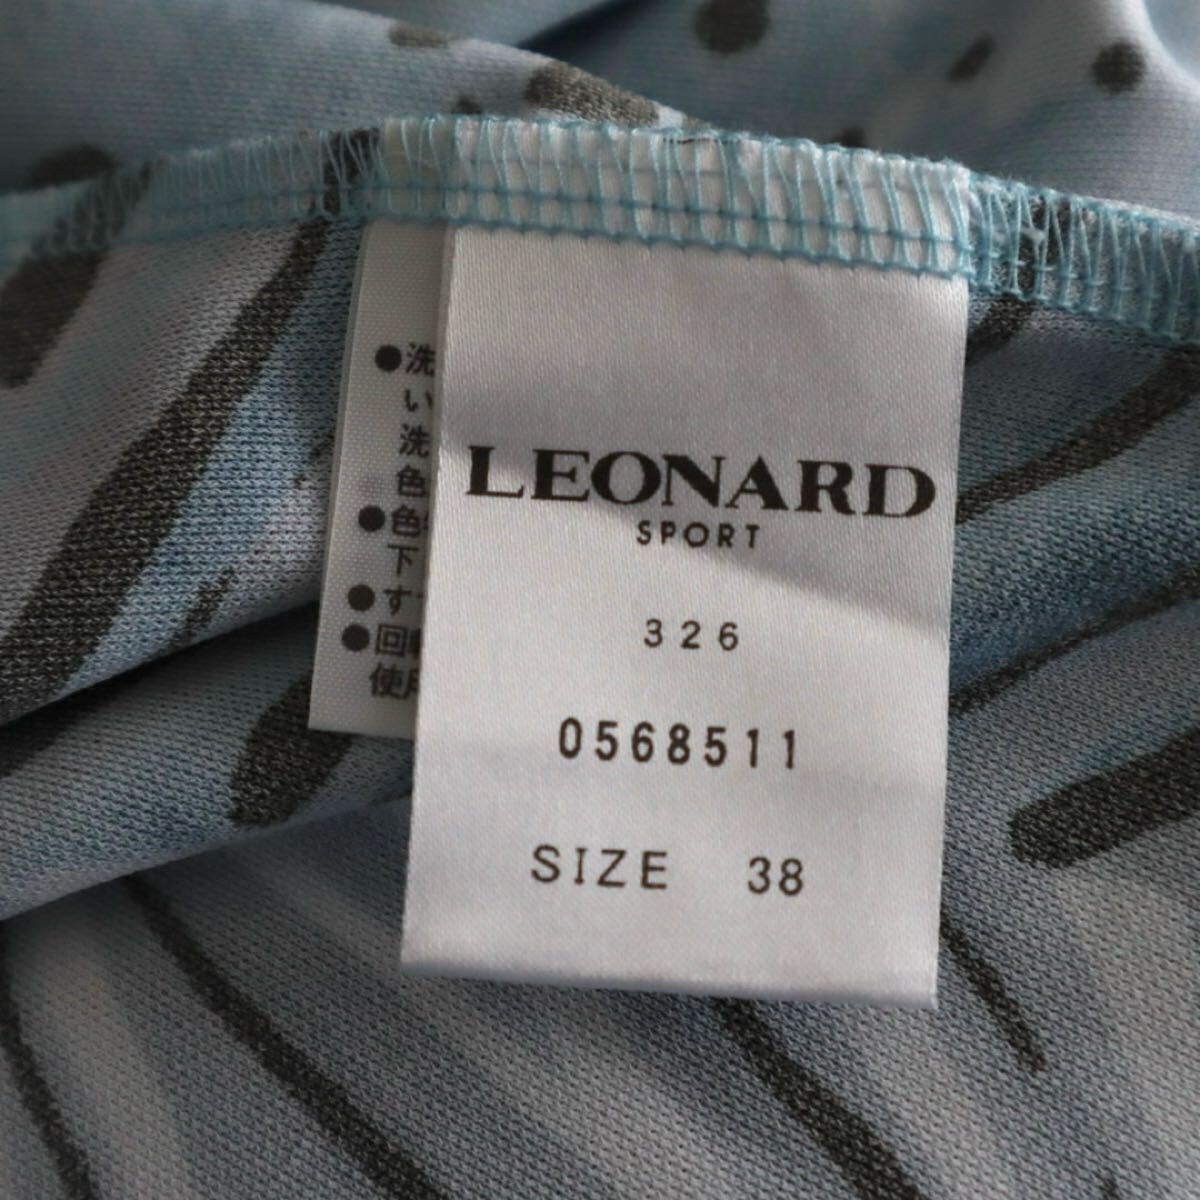 LEONARD
SPORT
326
0568511
SIZE 38
●洗
い
洗
色
●色
下
●す
●回
使用